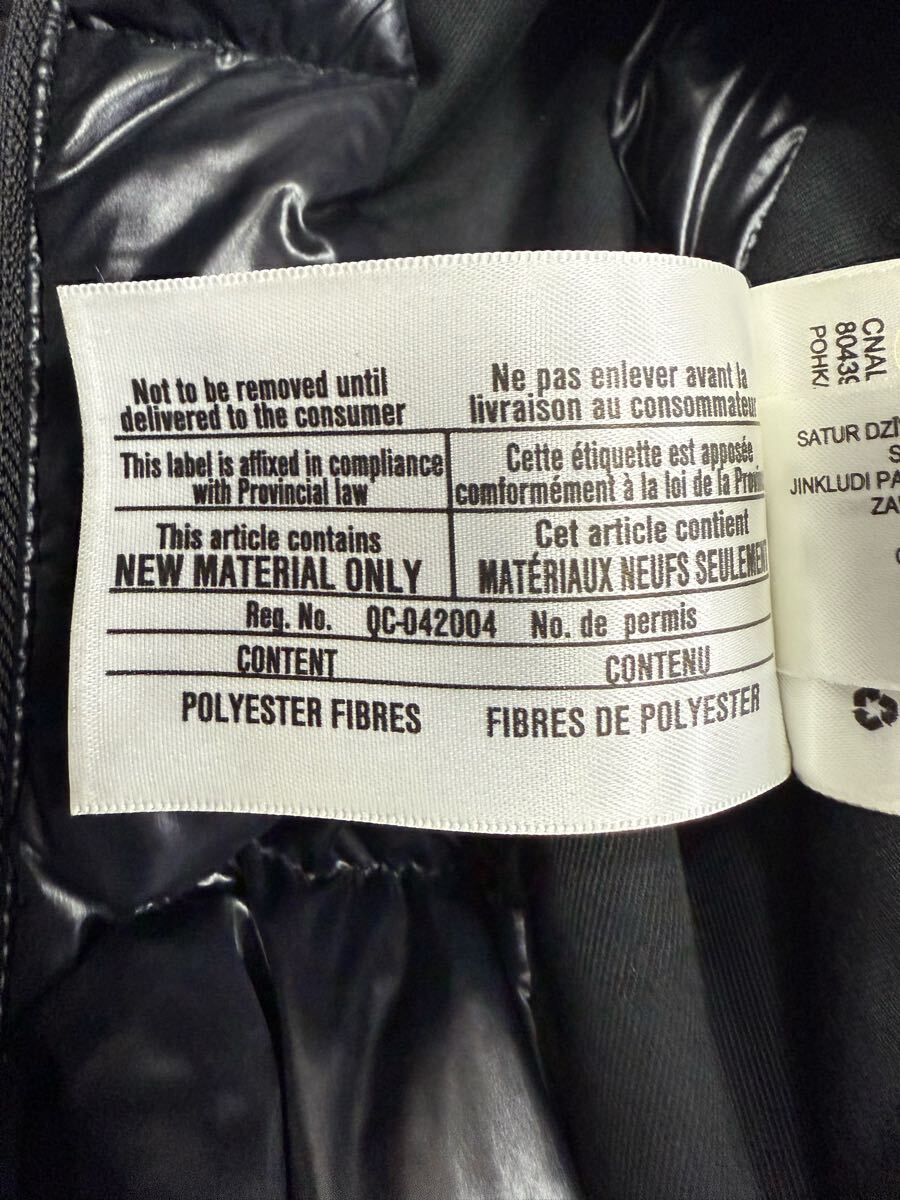 Not to be removed until
delivered to the consumer
Ne pas enlever avant la
livraison au consommateur
This label is affixed in compliance
with Provincial law
Cette étiquette est apposée
conformément à la loi de la
This article contains
NEW MATERIAL ONLY
Cet article contient
MATÉRIAUX NEUFS SEULEMENT
Reg. No. QC-042004 No. de permis
CONTENT CONTENU
POLYESTER FIBRES FIBRES DE POLYESTER
CNAL
POHK/
SATUR
JINKLUDI